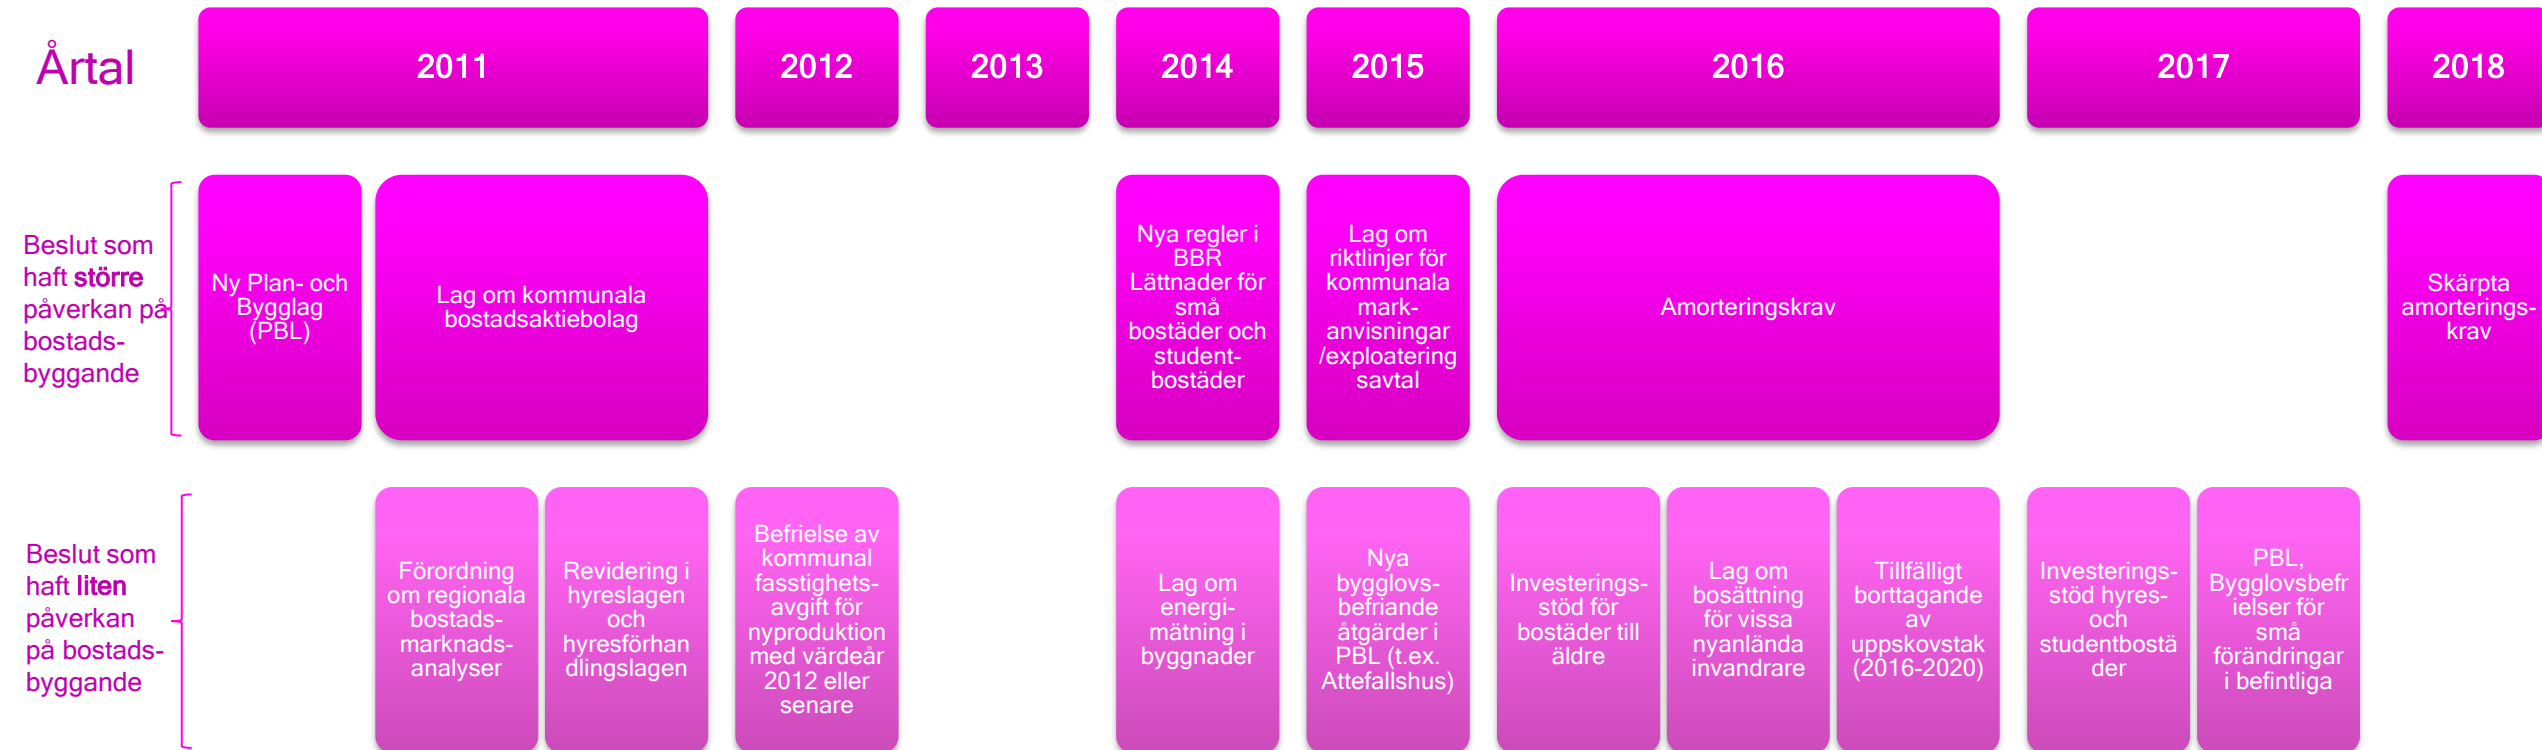 Årtal
2011
2012
2013
2014
2015
2016
2017
2018
Beslut som
haft större
påverkan på
bostads-
byggande
Ny Plan- och
Bygglag
(PBL)
Lag om kommunala
bostadsaktiebolag
Nya regler i
BBR
Lättnader för
små
bostäder och
student-
bostäder
Lag om
riktlinjer för
kommunala
mark-
anvisningar
/exploatering
savtal
Amorteringskrav
Skärpta
amorterings-
krav
Beslut som
haft liten
påverkan
på bostads-
byggande
Förordning
om regionala
bostads-
marknads-
analyser
Revidering i
hyreslagen
och
hyresförhan
dlingslagen
Befrielse av
kommunal
fasstighets-
avgift för
nyproduktion
med värdeår
2012 eller
senare
Lag om
energi-
mätning i
byggnader
Nya
bygglovs-
befriande
åtgärder i
PBL (t.ex.
Attefallshus)
Investerings-
stöd för
bostäder till
äldre
Lag om
bosättning
för vissa
nyanlända
invandrare
Tillfälligt
borttagande
av
uppskovstak
(2016-2020)
Investerings-
stöd hyres-
och
studentbostä
der
PBL,
Bygglovsbefr
ielser för
små
förändringar
i befintliga